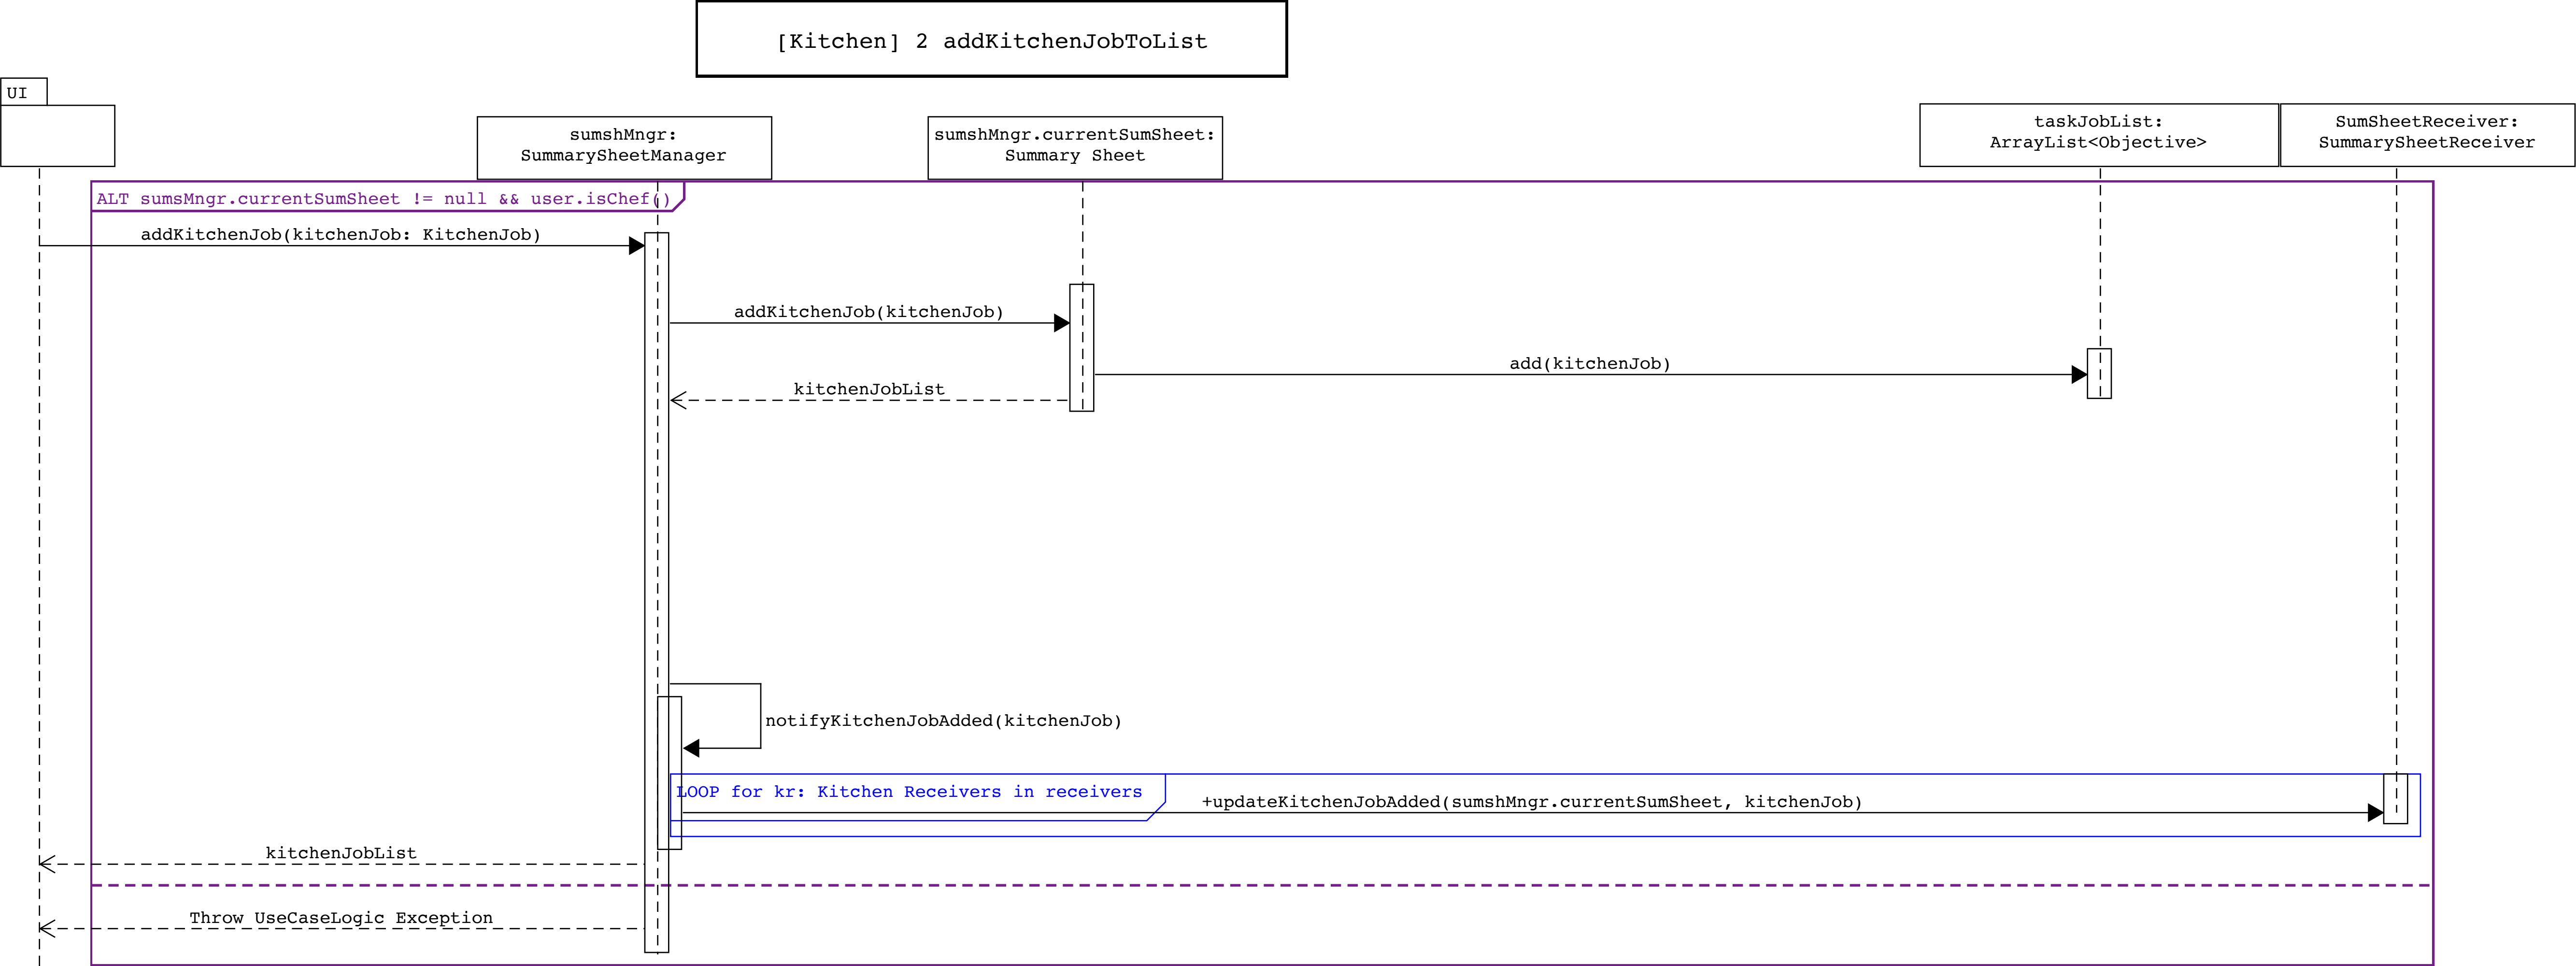 [Kitchen] 2 addKitchenJobToList
UI
sumshMngr:
SummarySheetManager
sumshMngr.currentSumSheet:
Summary Sheet
taskJobList:
ArrayList<Objective>
SumSheetReceiver:
SummarySheetReceiver
ALT sumsMngr.currentSumSheet != null && user.isChef()
addKitchenJob(kitchenJob: KitchenJob)
addKitchenJob(kitchenJob)
add(kitchenJob)
kitchenJobList
notifyKitchenJobAdded(kitchenJob)
LOOP for kr: Kitchen Receivers in receivers
+updateKitchenJobAdded(sumshMngr.currentSumSheet, kitchenJob)
kitchenJobList
Throw UseCaseLogic Exception